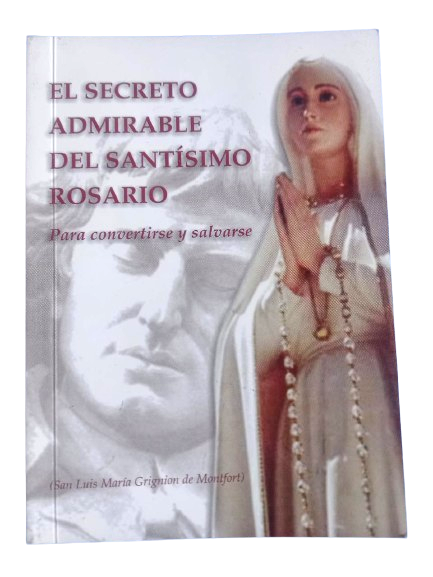 EL SECRETO
ADMIRABLE
DEL SANTÍSIMO
ROSARIO
Para convertirse y salvarse
(San Luis María Grignion de Montfort)